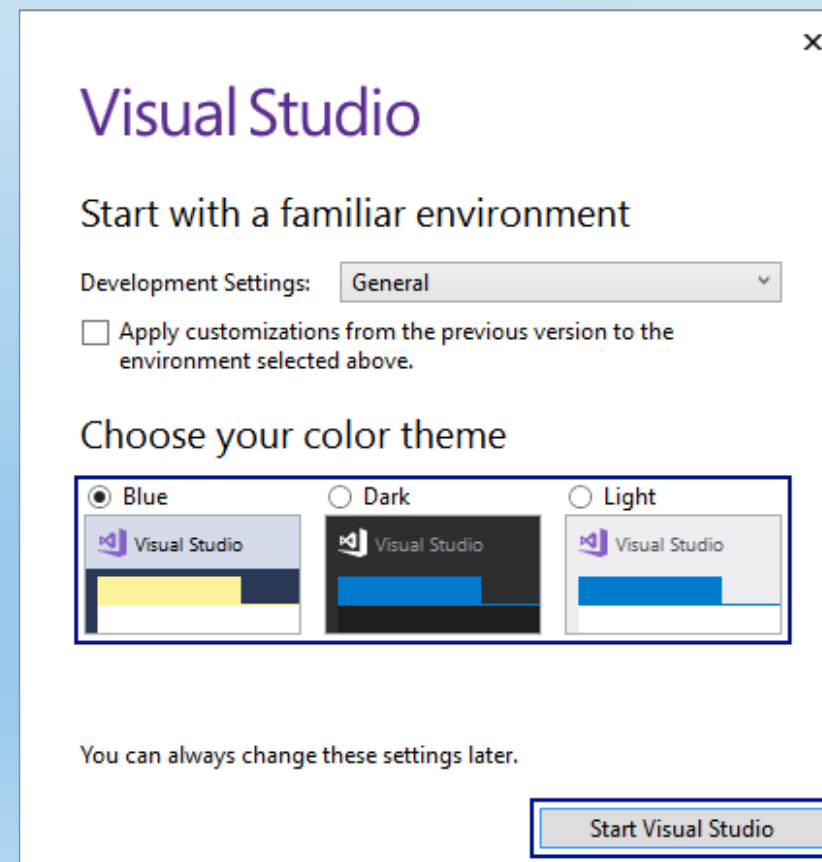 Visual Studio
Start with a familiar environment
Development Settings: General
Apply customizations from the previous version to the
environment selected above.
Choose your color theme
Blue Dark Light
Visual Studio Visual Studio Visual Studio
You can always change these settings later.
Start Visual Studio